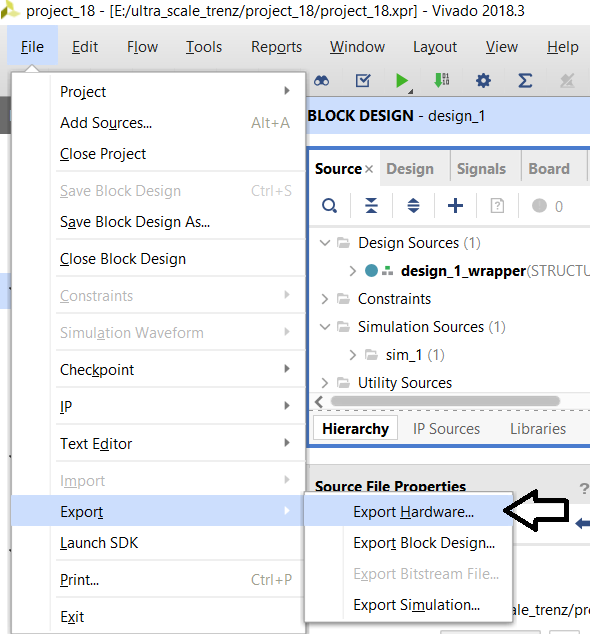 project_18 - [E:/ultra_scale_trenz/project_18/project_18.xpr] - Vivado 2018.3
File Edit Flow Tools Reports Window Layout View Help
BLOCK DESIGN - design_1
Project
Add Sources... Alt+A
Close Project
Save Block Design Ctrl+S
Save Block Design As...
Close Block Design
Constraints
Simulation Waveform
Checkpoint
IP
Text Editor
Import
Export
Launch SDK
Print... Ctrl+P
Exit
Source × Design Signals Board
0
Design Sources (1)
design_1_wrapper(STRUCTU
Constraints
Simulation Sources (1)
sim_1 (1)
Utility Sources
Hierarchy IP Sources Libraries
Source File Properties ?
Export Hardware...
Export Block Design...
Export Bitstream File...
Export Simulation...
ale_trenz/project_18/pro